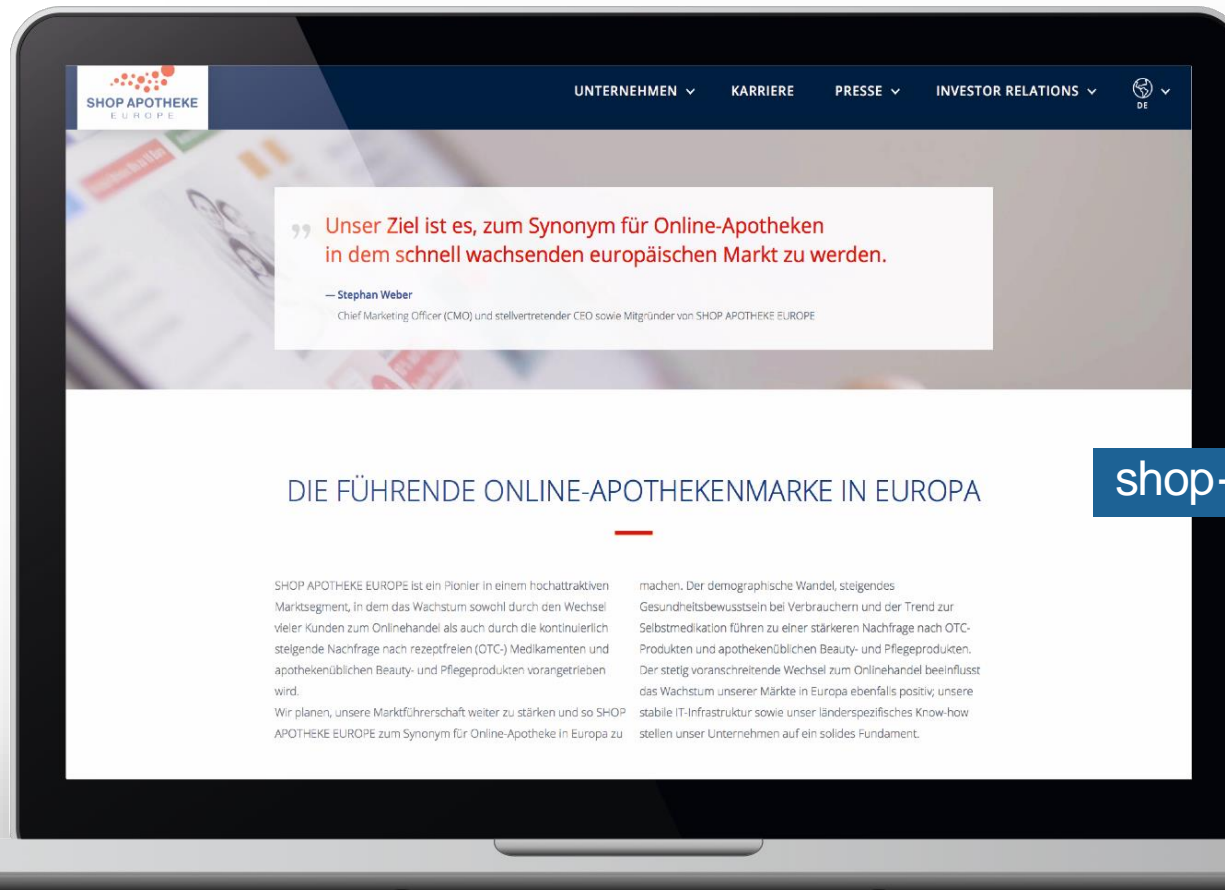 SHOP APOTHEKE
EUROPE
UNTERNEHMEN
KARRIERE
PRESSE
INVESTOR RELATIONS
DE
” Unser Ziel ist es, zum Synonym für Online-Apotheken
in dem schnell wachsenden europäischen Markt zu werden.
— Stephan Weber
Chief Marketing Officer (CMO) und stellvertretender CEO sowie Mitgründer von SHOP APOTHEKE EUROPE
shop-
DIE FÜHRENDE ONLINE-APOTHEKENMARKE IN EUROPA
SHOP APOTHEKE EUROPE ist ein Pionier in einem hochattraktiven
Marktsegment, in dem das Wachstum sowohl durch den Wechsel
vieler Kunden zum Onlinehandel als auch durch die kontinuierlich
steigende Nachfrage nach rezeptfreien (OTC-) Medikamenten und
apothekenüblichen Beauty- und Pflegeprodukten vorangetrieben
wird.
Wir planen, unsere Marktführerschaft weiter zu stärken und so SHOP
APOTHEKE EUROPE zum Synonym für Online-Apotheke in Europa zu
machen. Der demographische Wandel, steigendes
Gesundheitsbewusstsein bei Verbrauchern und der Trend zur
Selbstmedikation führen zu einer stärkeren Nachfrage nach OTC-
Produkten und apothekenüblichen Beauty- und Pflegeprodukten.
Der stetig voranschreitende Wechsel zum Onlinehandel beeinflusst
das Wachstum unserer Märkte in Europa ebenfalls positiv; unsere
stabile IT-Infrastruktur sowie unser länderspezifisches Know-how
stellen unser Unternehmen auf ein solides Fundament.